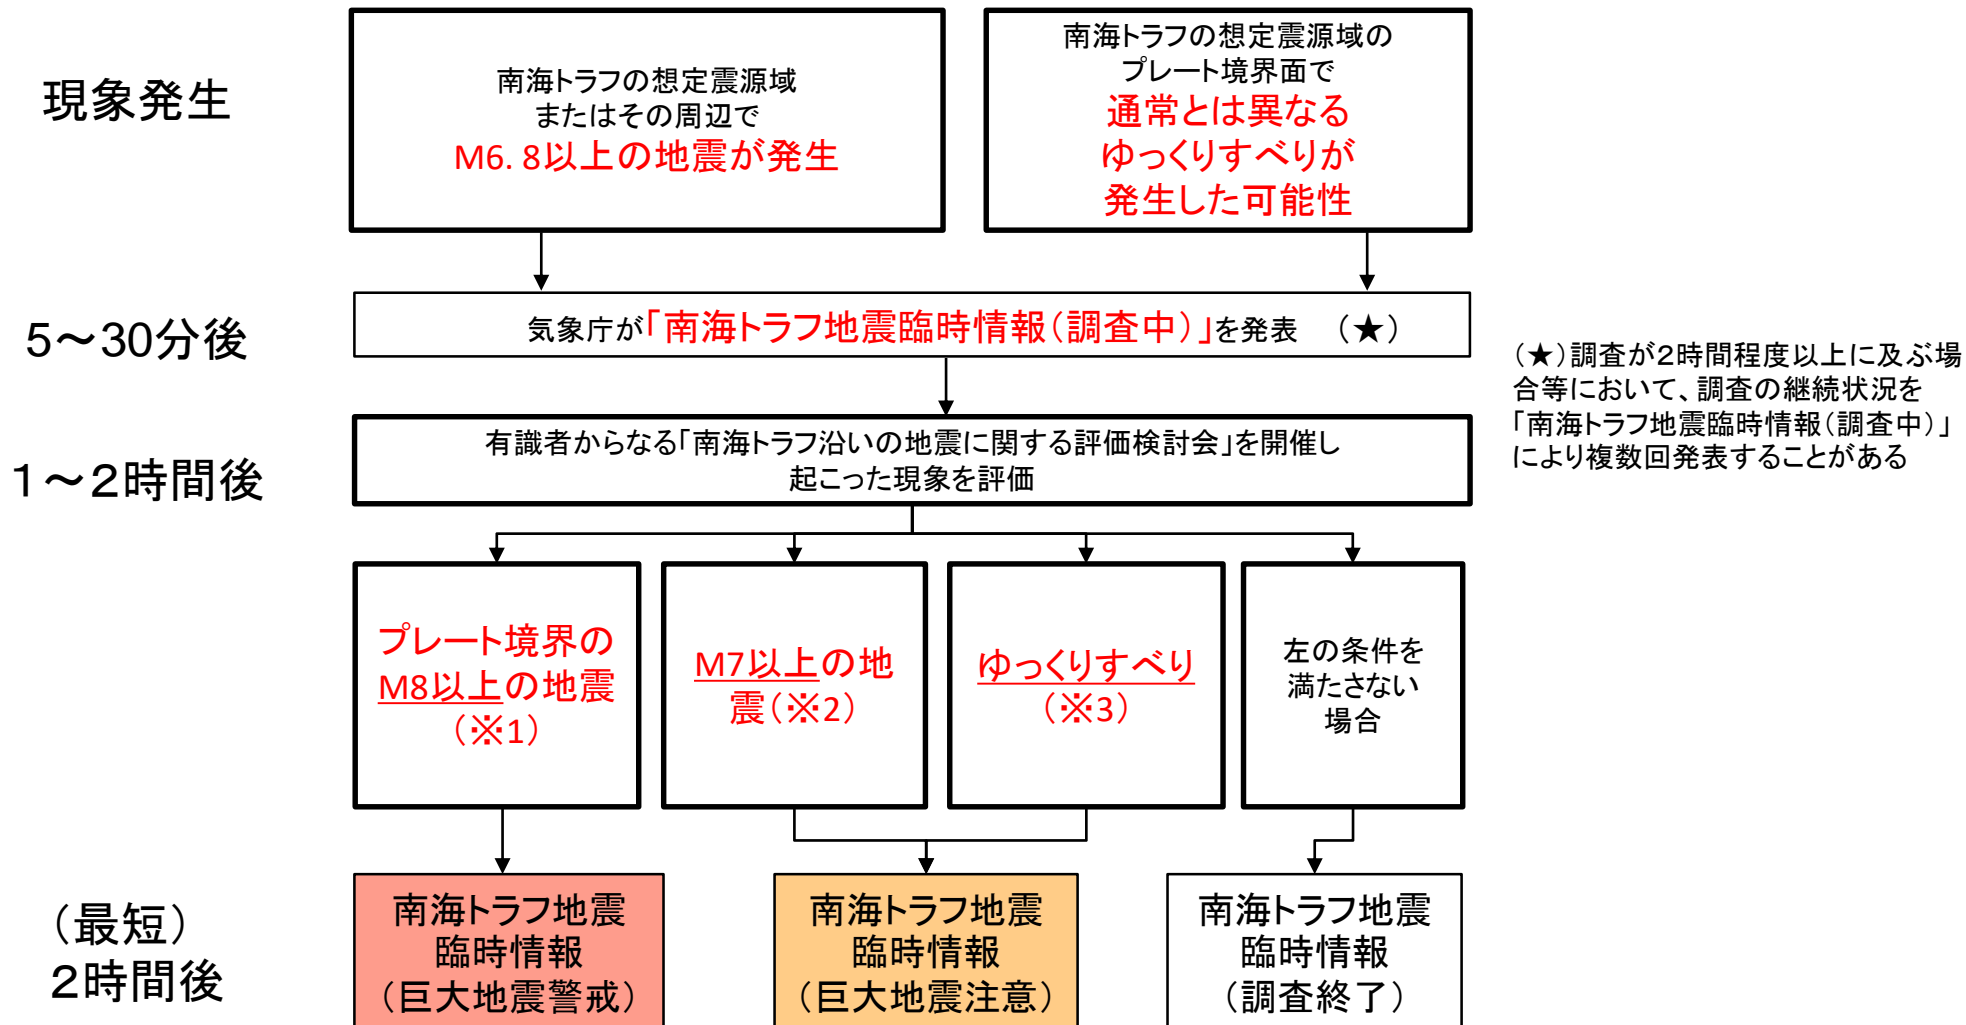 現象発生
南海トラフの想定震源域
またはその周辺で
M6. 8以上の地震が発生
南海トラフの想定震源域の
プレート境界面で
通常とは異なる
ゆっくりすべりが
発生した可能性
5～30分後
気象庁が「南海トラフ地震臨時情報（調査中）」を発表　（★）
（★）調査が２時間程度以上に及ぶ場
合等において、調査の継続状況を
「南海トラフ地震臨時情報（調査中）」
により複数回発表することがある
１～２時間後
有識者からなる「南海トラフ沿いの地震に関する評価検討会」を開催し
起こった現象を評価
プレート境界の
M8以上の地震
（※1）
M7以上の地
震（※2）
ゆっくりすべり
（※3）
左の条件を
満たさない
場合
（最短）
２時間後
南海トラフ地震
臨時情報
（巨大地震警戒）
南海トラフ地震
臨時情報
（巨大地震注意）
南海トラフ地震
臨時情報
（調査終了）